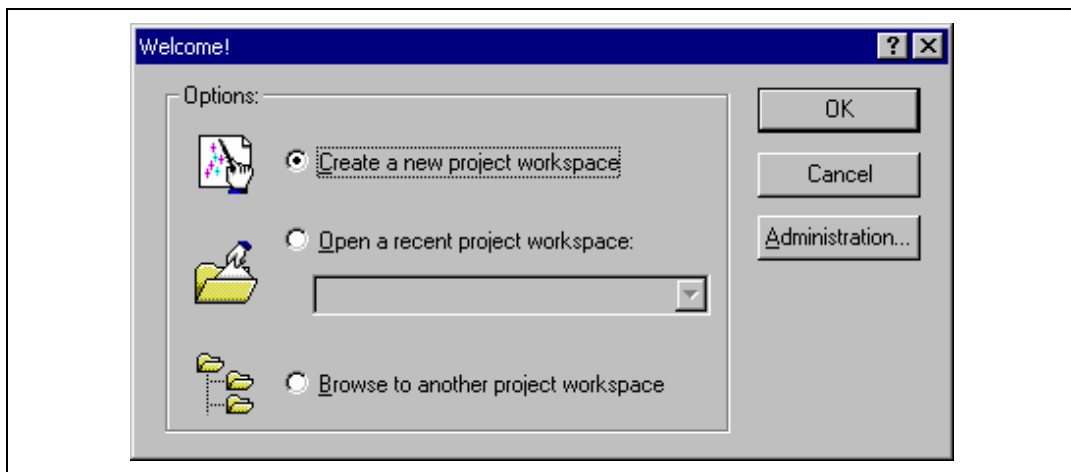 Welcome!
Options:
Create a new project workspace
Open a recent project workspace:
Browse to another project workspace
OK
Cancel
Administration...